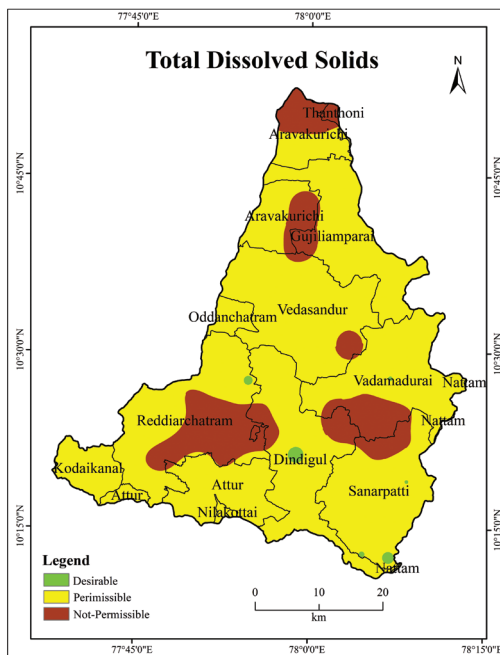 77°45'0"E 78°0'0"E
Total Dissolved Solids
N
Thanthoni
Aravakurichi
10°45'0"N 10°45'0"N
Aravakurichi
Gujiliamparai
Vedasandur
Oddanchatram
10°30'0"N 10°30'0"N
Vadamadurai
Nattam
Reddiarchatram
Nattam
Dindigul
Kodaikanal
Attur
Sanarpatti
Attur
Nilakottai
10°15'0"N 10°15'0"N
Nattam
Legend
Desirable
Perimissible
Not-Permissible
0 10 20
km
77°45'0"E 78°0'0"E 78°15'0"E